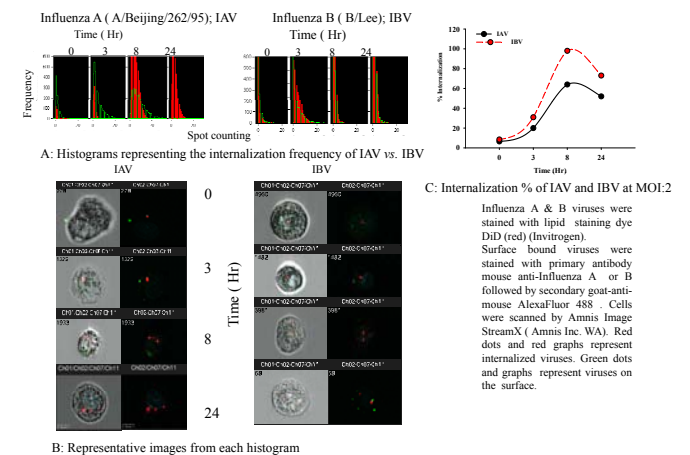 Influenza A ( A/Beijing/262/95); IAV
Influenza B ( B/Lee); IBV
Time ( Hr)
Time ( Hr)
0 3 8 24
0 3 8 24
Frequency
Spot counting
A: Histograms representing the internalization frequency of IAV vs. IBV
IAV
IBV
0
3
8
24
Time ( Hr)
B: Representative images from each histogram
IAV
IBV
% Internalization
120
100
80
60
40
20
0
0 3 8 24
Time (Hr)
C: Internalization % of IAV and IBV at MOI:2
Influenza A & B viruses were
stained with lipid staining dye
DiD (red) (Invitrogen).
Surface bound viruses were
stained with primary antibody
mouse anti-Influenza A or B
followed by secondary goat-anti-
mouse AlexaFluor 488 . Cells
were scanned by Amnis Image
StreamX ( Amnis Inc. WA). Red
dots and red graphs represent
internalized viruses. Green dots
and graphs represent viruses on
the surface.